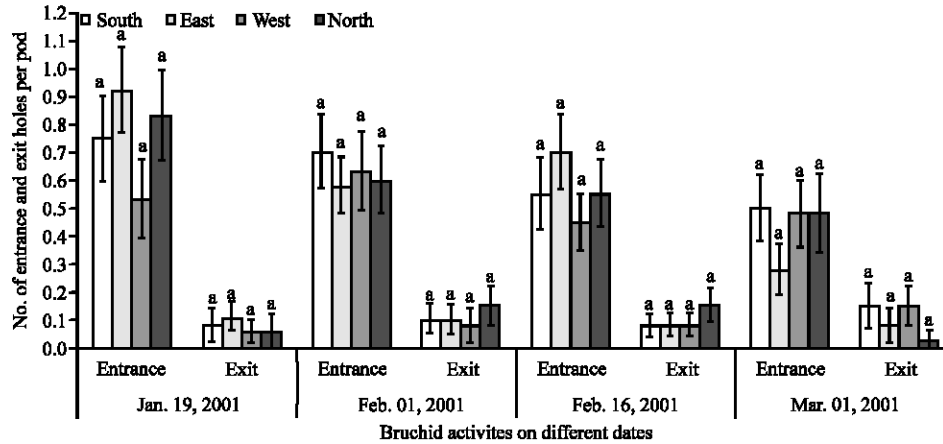 South East West North
No. of entrance and exit holes per pod
1.2
1.1
1.0
0.9
0.8
0.7
0.6
0.5
0.4
0.3
0.2
0.1
0.0
a a a a a a a a a a a a a a a a a a a a a a a a a a a a a a a a
Entrance Exit Entrance Exit Entrance Exit Entrance Exit
Jan. 19, 2001 Feb. 01, 2001 Feb. 16, 2001 Mar. 01, 2001
Bruchid activites on different dates